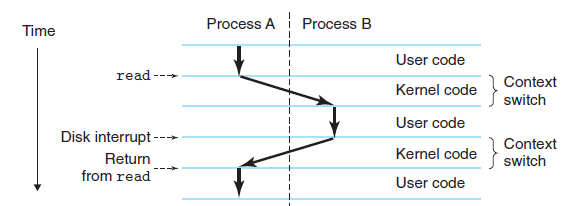 Process A Process B
Time
User code
read
Kernel code
Context
switch
User code
Disk interrupt
Return
from read
Kernel code
Context
switch
User code